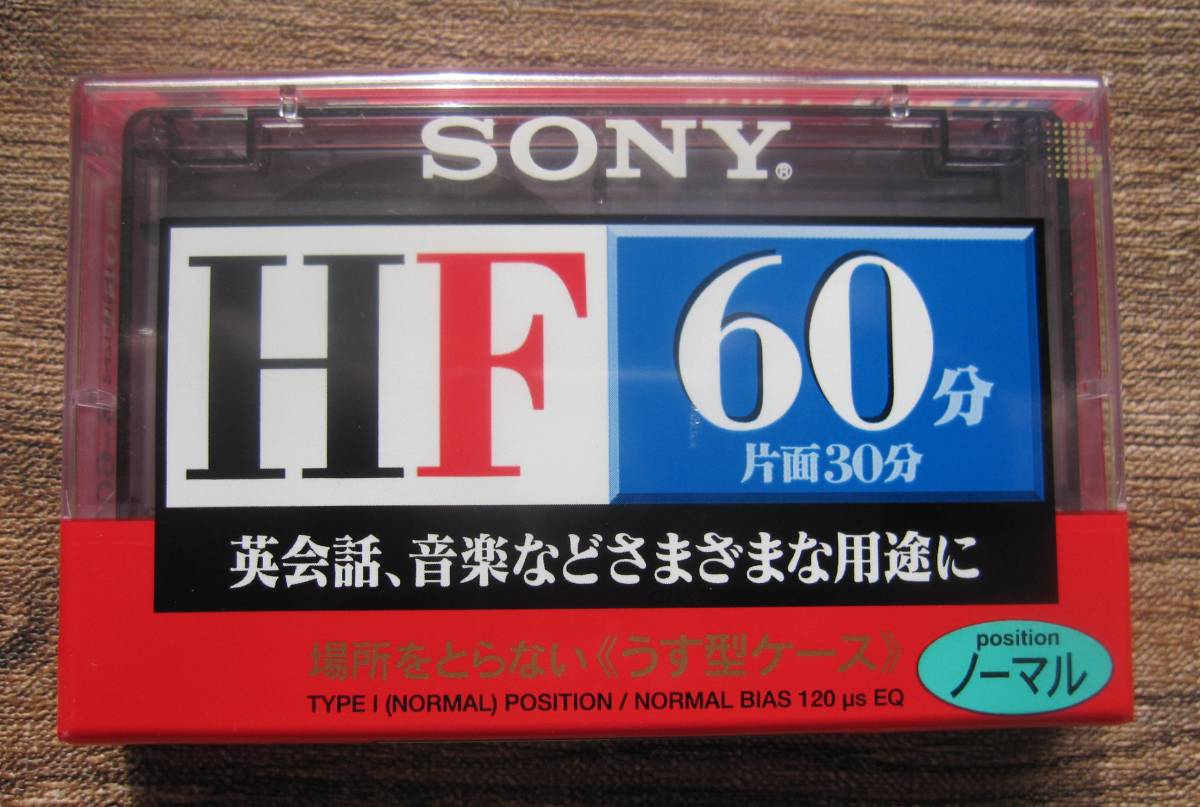 SONY®
HF
60分
片面30分
英会話、音楽などさまざまな用途に
場所をとらない《うす型ケース》
TYPE I (NORMAL) POSITION / NORMAL BIAS 120 μs EQ
position
ノーマル